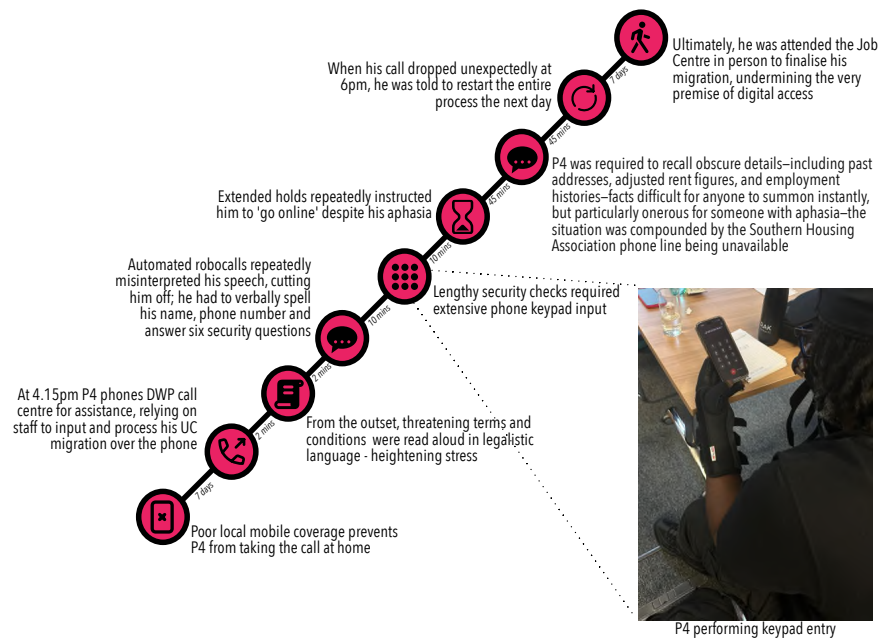 Ultimately, he was attended the Job
Centre in person to finalise his
migration, undermining the very
premise of digital access
7 days
When his call dropped unexpectedly at
6pm, he was told to restart the entire
process the next day
45 mins
P4 was required to recall obscure details—including past
addresses, adjusted rent figures, and employment
histories—facts difficult for anyone to summon instantly,
but particularly onerous for someone with aphasia—the
situation was compounded by the Southern Housing
Association phone line being unavailable
45 mins
Extended holds repeatedly instructed
him to 'go online' despite his aphasia
10 mins
Lengthy security checks required
extensive phone keypad input
10 mins
Automated robocalls repeatedly
misinterpreted his speech, cutting
him off; he had to verbally spell
his name, phone number and
answer six security questions
2 mins
From the outset, threatening terms and
conditions were read aloud in legalistic
language - heightening stress
2 mins
At 4.15pm P4 phones DWP call
centre for assistance, relying on
staff to input and process his UC
migration over the phone
7 days
Poor local mobile coverage prevents
P4 from taking the call at home
P4 performing keypad entry